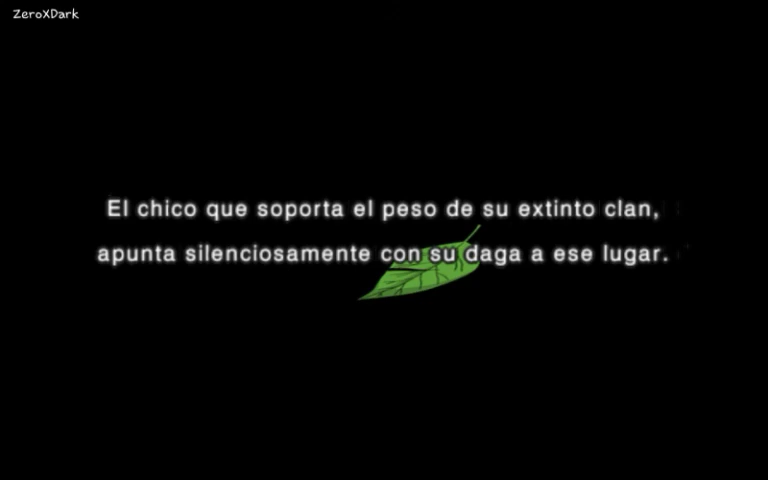 ZeroXDark
El chico que soporta el peso de su extinto clan,
apunta silenciosamente con su daga a ese lugar.